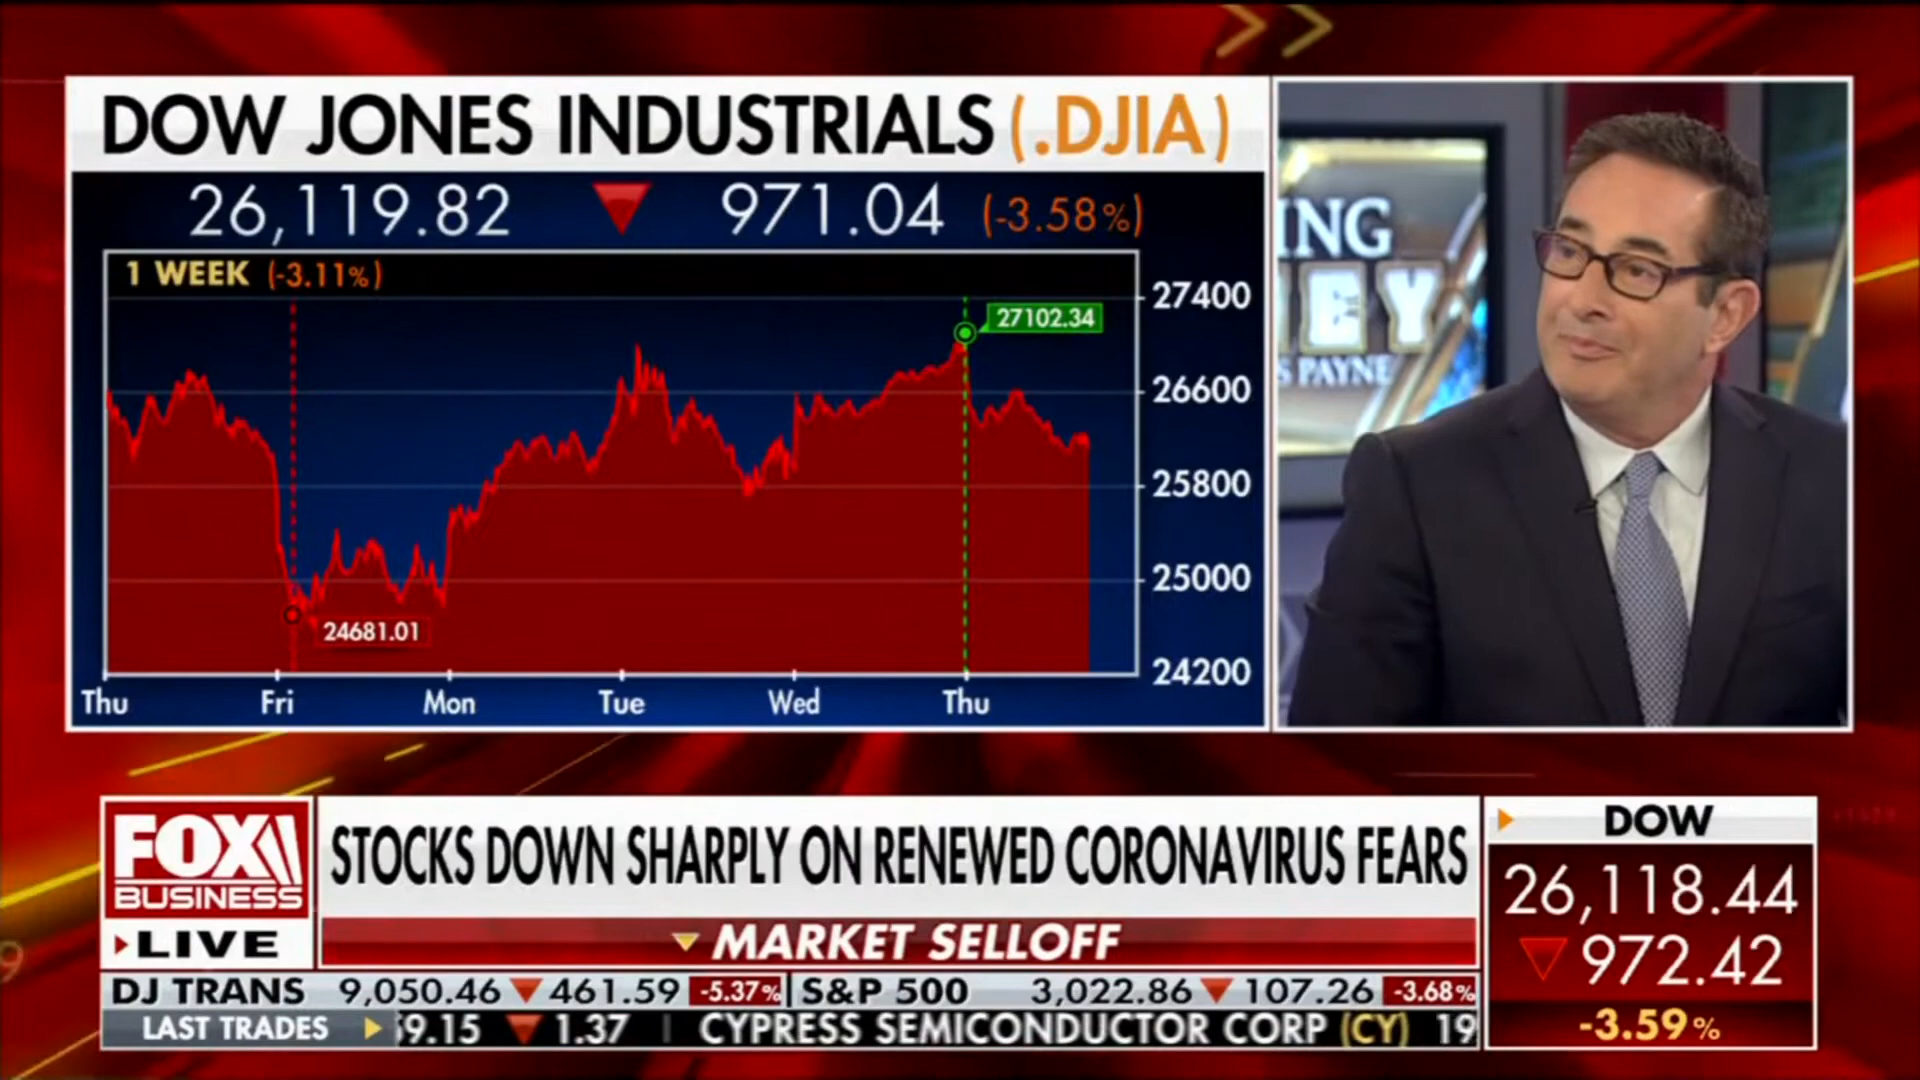 DOW JONES INDUSTRIALS (.DJIA)
26,119.82 ▼ 971.04 (-3.58%)
1 WEEK (-3.11%)
27102.34
24681.01
27400
26600
25800
25000
24200
Thu Fri Mon Tue Wed Thu
ING
EY
S PAYNE
FOX
BUSINESS
LIVE
STOCKS DOWN SHARPLY ON RENEWED CORONAVIRUS FEARS
MARKET SELLOFF
DOW
26,118.44
▼ 972.42
-3.59%
DJ TRANS 9,050.46 ▼ 461.59 -5.37% S&P 500 3,022.86 ▼ 107.26 -3.68%
LAST TRADES 9.15 ▼ 1.37 CYPRESS SEMICONDUCTOR CORP (CY) 19